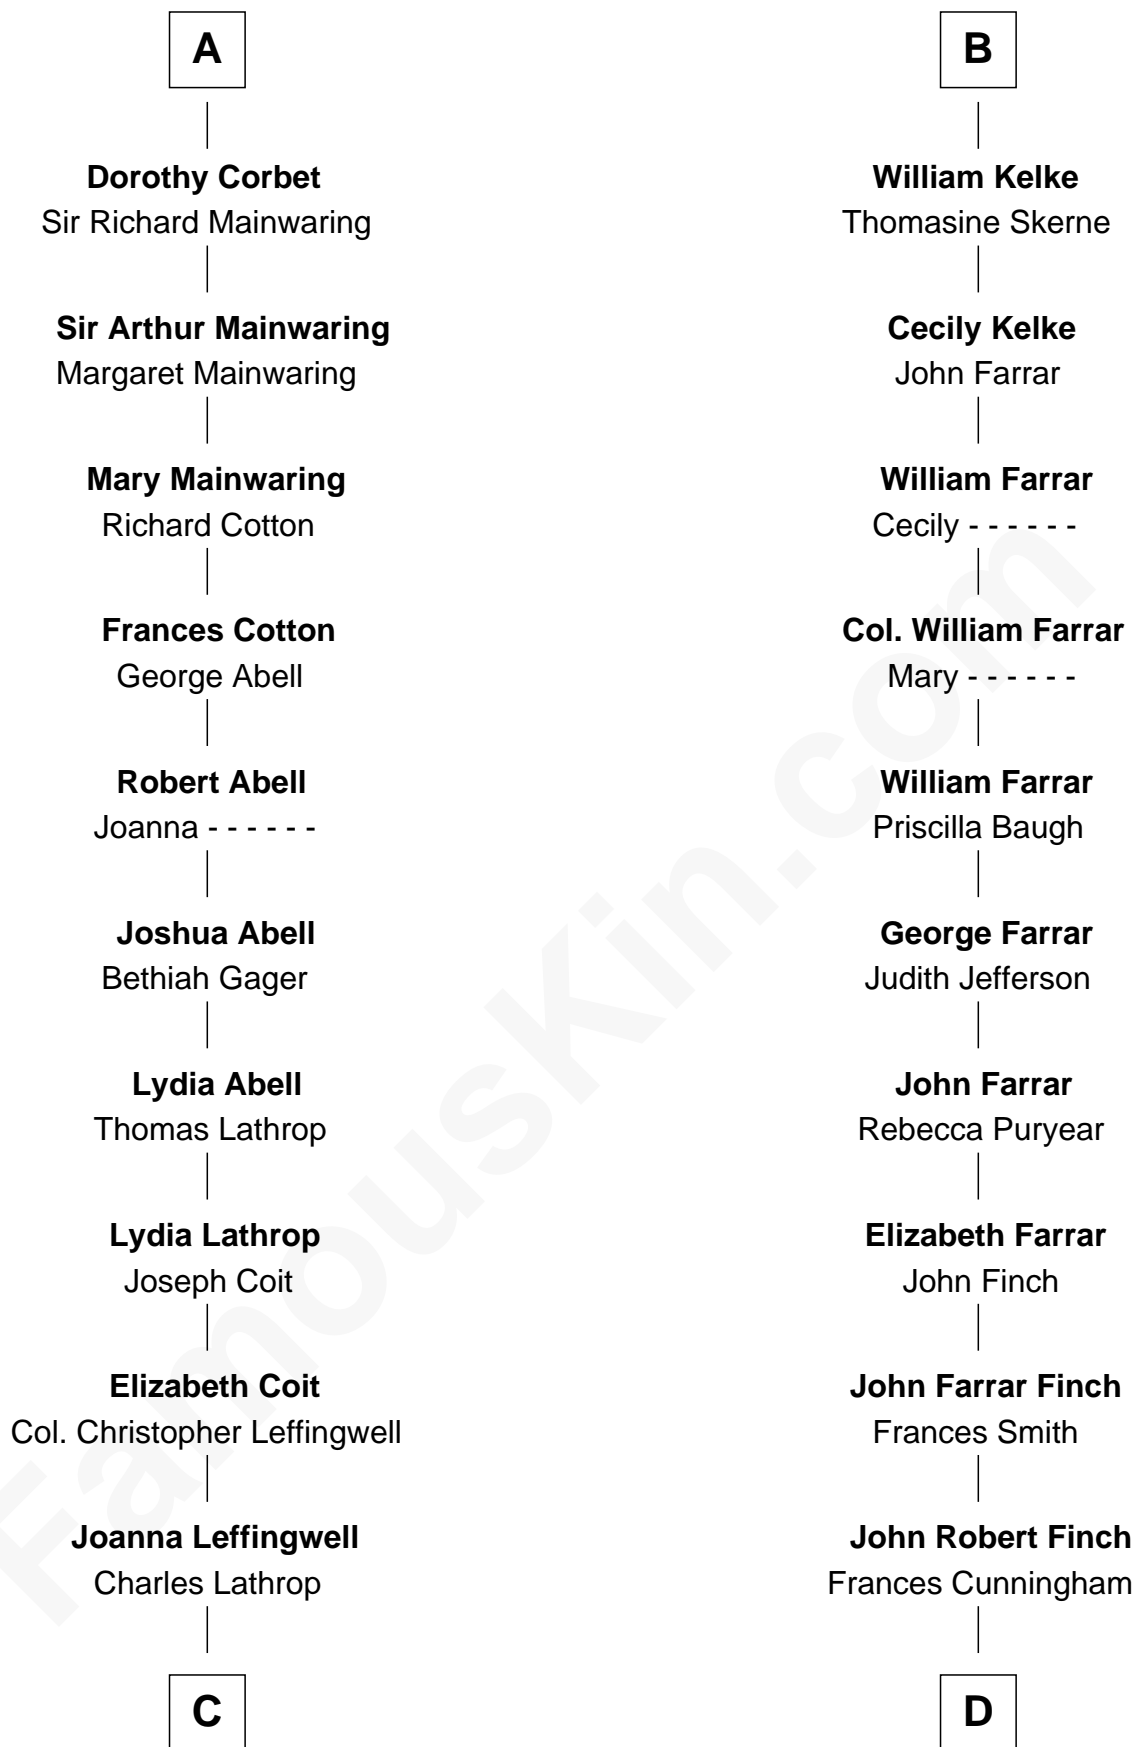 A
Dorothy Corbet
Sir Richard Mainwaring
Sir Arthur Mainwaring
Margaret Mainwaring
Mary Mainwaring
Richard Cotton
Frances Cotton
George Abell
Robert Abell
Joanna - - - - - -
Joshua Abell
Bethiah Gager
Lydia Abell
Thomas Lathrop
Lydia Lathrop
Joseph Coit
Elizabeth Coit
Col. Christopher Leffingwell
Joanna Leffingwell
Charles Lathrop
C
B
William Kelke
Thomasine Skerne
Cecily Kelke
John Farrar
William Farrar
Cecily - - - - - -
Col. William Farrar
Mary - - - - - -
William Farrar
Priscilla Baugh
George Farrar
Judith Jefferson
John Farrar
Rebecca Puryear
Elizabeth Farrar
John Finch
John Farrar Finch
Frances Smith
John Robert Finch
Frances Cunningham
D
FamousKin.com